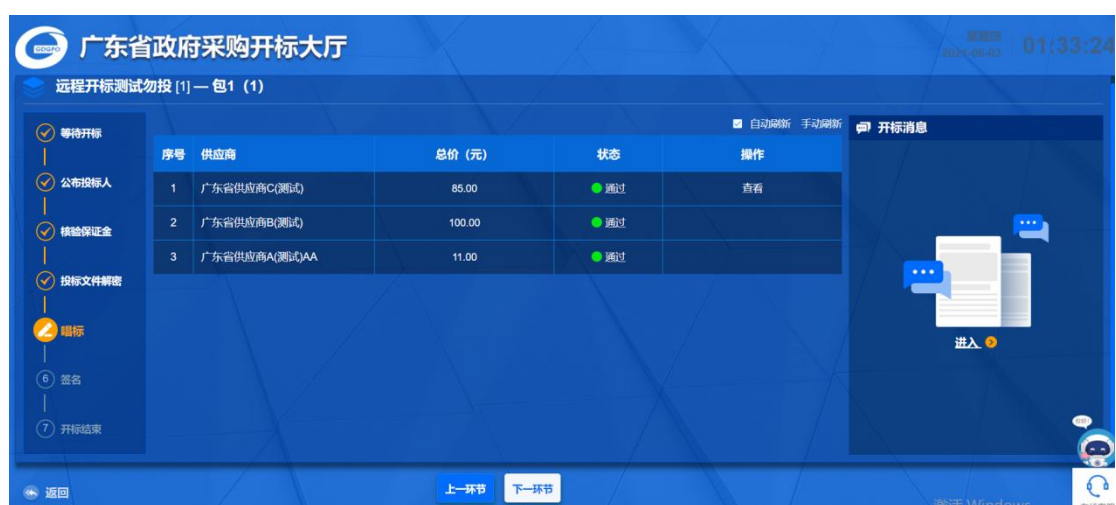 GDGPO
广东省政府采购开标大厅
01:33:24
远程开标测试勿投 [1] — 包1（1）
等待开标
公布投标人
核验保证金
投标文件解密
唱标
6 签名
7 开标结束
自动刷新 手动刷新
序号 供应商 总价（元） 状态 操作
1 广东省供应商C(测试) 85.00 通过 查看
2 广东省供应商B(测试) 100.00 通过
3 广东省供应商A(测试)AA 11.00 通过
开标消息
进入
返回
上一环节 下一环节
激活 Windows